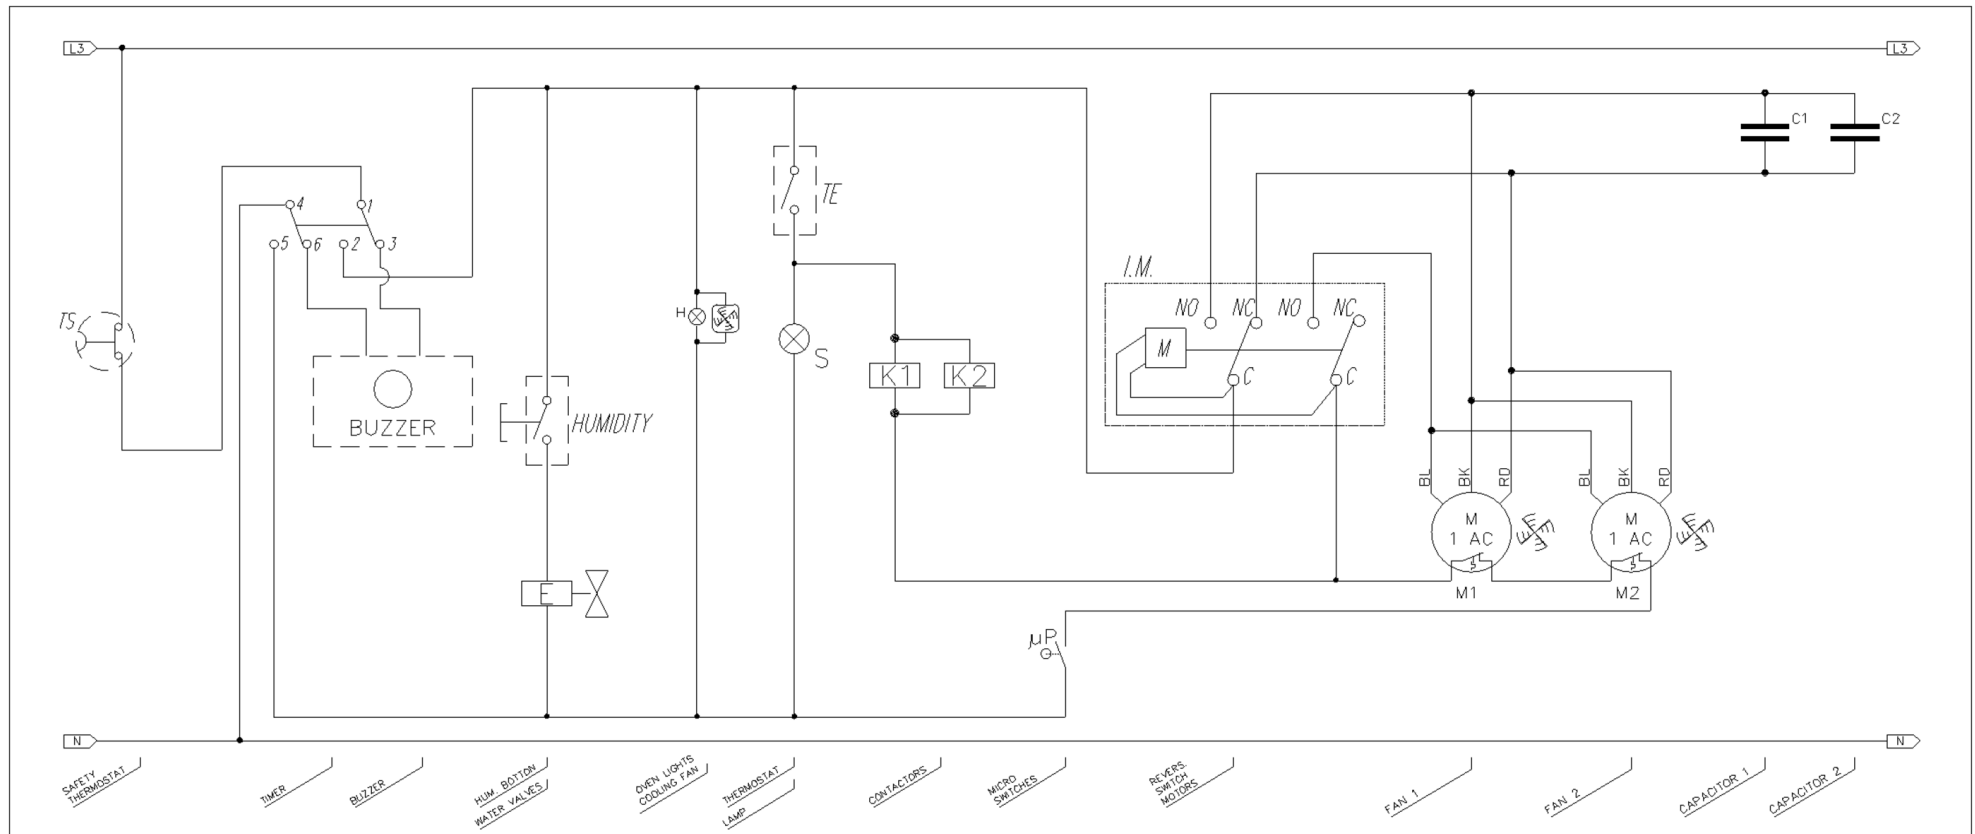 L3
L3
C1
C2
TE
4
1
5
6
2
3
I.M.
NO
NC
NO
NC
TS
H
M
S
K1
K2
C
C
BUZZER
HUMIDITY
BL
BK
RD
BL
BK
RD
M
1 AC
M
1 AC
E
M1
M2
µP
N
N
SAFETY
THERMOSTAT
TIMER
BUZZER
HUM. BOTTON
WATER VALVES
OVEN LIGHTS
COOLING FAN
THERMOSTAT
LAMP
CONTACTORS
MICRO
SWITCHES
REVERS.
SWITCH
MOTORS
FAN 1
FAN 2
CAPACITOR 1
CAPACITOR 2